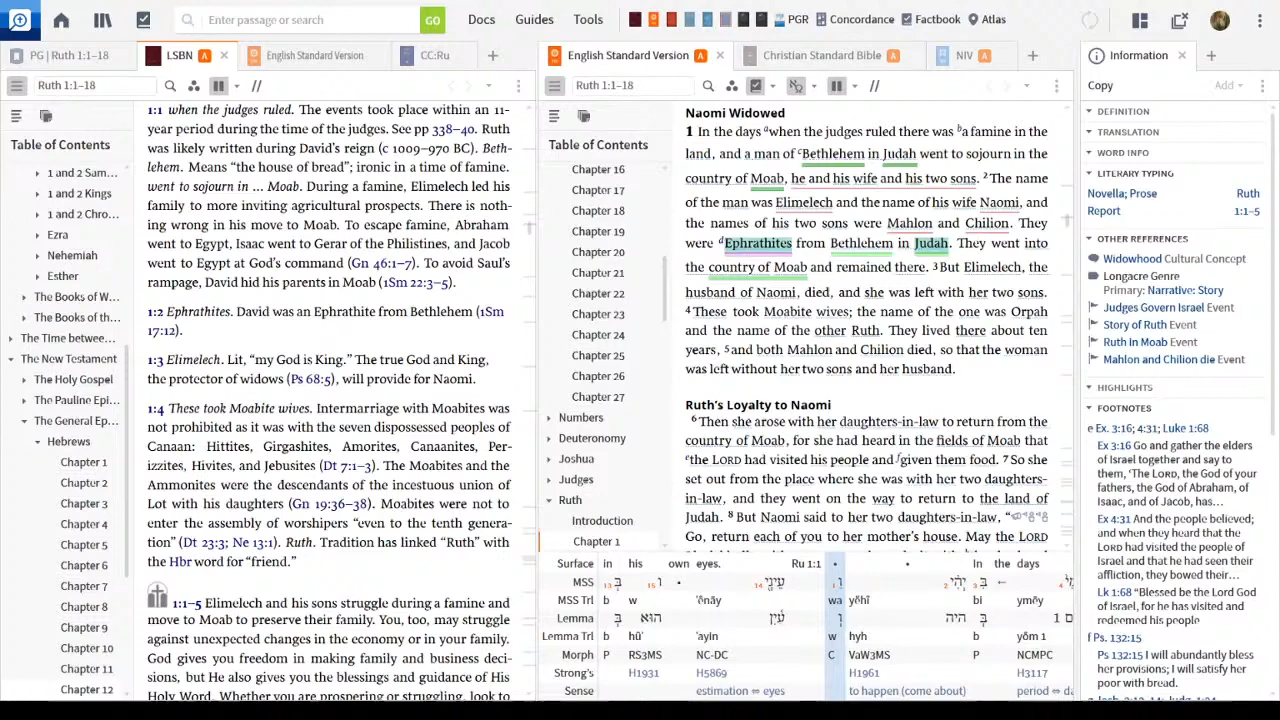 Enter passage or search
GO
Docs
Guides
Tools
PGR
Concordance
Factbook
Atlas
PG | Ruth 1:1–18
LSBN A
English Standard Version
CC:Ru
Ruth 1:1–18
Table of Contents
1 and 2 Sam...
1 and 2 Kings
1 and 2 Chro...
Ezra
Nehemiah
Esther
The Books of W...
The Books of th...
The Time betwee...
The New Testament
The Holy Gospel
The Pauline Epi...
The General Ep...
Hebrews
Chapter 1
Chapter 2
Chapter 3
Chapter 4
Chapter 5
Chapter 6
Chapter 7
Chapter 8
Chapter 9
Chapter 10
Chapter 11
Chapter 12
1:1 when the judges ruled. The events took place within an 11-
year period during the time of the judges. See pp 338–40. Ruth
was likely written during David's reign (c 1009–970 BC). Beth-
lehem. Means “the house of bread”; ironic in a time of famine.
went to sojourn in ... Moab. During a famine, Elimelech led his
family to more inviting agricultural prospects. There is noth-
ing wrong in his move to Moab. To escape famine, Abraham
went to Egypt, Isaac went to Gerar of the Philistines, and Jacob
went to Egypt at God's command (Gn 46:1–7). To avoid Saul's
rampage, David hid his parents in Moab (1Sm 22:3–5).
1:2 Ephrathites. David was an Ephrathite from Bethlehem (1Sm
17:12).
1:3 Elimelech. Lit, “my God is King.” The true God and King,
the protector of widows (Ps 68:5), will provide for Naomi.
1:4 These took Moabite wives. Intermarriage with Moabites was
not prohibited as it was with the seven dispossessed peoples of
Canaan: Hittites, Girgashites, Amorites, Canaanites, Per-
izzites, Hivites, and Jebusites (Dt 7:1–3). The Moabites and the
Ammonites were the descendants of the incestuous union of
Lot with his daughters (Gn 19:36–38). Moabites were not to
enter the assembly of worshipers “even to the tenth genera-
tion” (Dt 23:3; Ne 13:1). Ruth. Tradition has linked “Ruth” with
the Hbr word for “friend.”
1:1–5 Elimelech and his sons struggle during a famine and
move to Moab to preserve their family. You, too, may struggle
against unexpected changes in the economy or in your family.
God gives you freedom in making family and business deci-
sions, but He also gives you the blessings and guidance of His
Holy Word. Whether you are prospering or struggling, look to
English Standard Version A
Christian Standard Bible A
NIV A
Ruth 1:1–18
Table of Contents
Chapter 16
Chapter 17
Chapter 18
Chapter 19
Chapter 20
Chapter 21
Chapter 22
Chapter 23
Chapter 24
Chapter 25
Chapter 26
Chapter 27
Numbers
Deuteronomy
Joshua
Judges
Ruth
Introduction
Chapter 1
Naomi Widowed
1 In the days a when the judges ruled there was b a famine in the
land, and a man of c Bethlehem in Judah went to sojourn in the
country of Moab, he and his wife and his two sons. 2 The name
of the man was Elimelech and the name of his wife Naomi, and
the names of his two sons were Mahlon and Chilion. They
were d Ephrathites from Bethlehem in Judah. They went into
the country of Moab and remained there. 3 But Elimelech, the
husband of Naomi, died, and she was left with her two sons.
4 These took Moabite wives; the name of the one was Orpah
and the name of the other Ruth. They lived there about ten
years, 5 and both Mahlon and Chilion died, so that the woman
was left without her two sons and her husband.
Ruth's Loyalty to Naomi
6 Then she arose with her daughters-in-law to return from the
country of Moab, for she had heard in the fields of Moab that
e the LORD had visited his people and f given them food. 7 So she
set out from the place where she was with her two daughters-
in-law, and they went on the way to return to the land of
Judah. 8 But Naomi said to her two daughters-in-law, “
Go, return each of you to her mother's house. May the LORD
Surface in his own eyes. Ru 1:1 • • In the days
MSS בְּ 13 ו 15 • עֵינָי֖ו 14 וַ 1 יְהִ֗י 2 בִּ 3 ← 4
MSS Trl b w ʿênāy wa yĕhî bi ymôy
Lemma בְּ הוּא עַיִן וְ היה בְּ 1
Lemma Trl b hûʾ ʿayin w hyh b yôm 1
Morph P RS3MS NC-DC C VaW3MS P NCMPC
Strong's H1931 H5869 H1961 H3117
Sense estimation ⇔ eyes to happen (come about) period ⇔ da
Information
Copy
Add
DEFINITION
TRANSLATION
WORD INFO
LITERARY TYPING
Novella; Prose Ruth
Report 1:1–5
OTHER REFERENCES
Widowhood Cultural Concept
Longacre Genre
Primary: Narrative: Story
Judges Govern Israel Event
Story of Ruth Event
Ruth in Moab Event
Mahlon and Chilion die Event
HIGHLIGHTS
FOOTNOTES
e Ex. 3:16; 4:31; Luke 1:68
Ex 3:16 Go and gather the elders
of Israel together and say to
them, ‘The LORD, the God of your
fathers, the God of Abraham, of
Isaac, and of Jacob, has...
Ex 4:31 And the people believed;
and when they heard that the
LORD had visited the people of
Israel and that he had seen their
affliction, they bowed their...
Lk 1:68 “Blessed be the Lord God
of Israel, for he has visited and
redeemed his people
f Ps. 132:15
Ps 132:15 I will abundantly bless
her provisions; I will satisfy her
poor with bread.